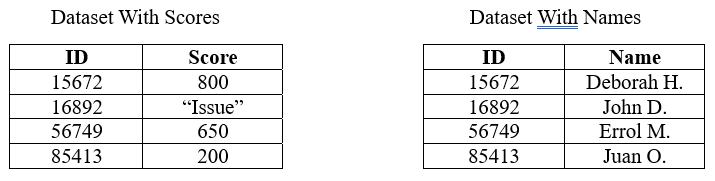 Dataset With Scores
ID Score
15672 800
16892 “Issue”
56749 650
85413 200
Dataset With Names
ID Name
15672 Deborah H.
16892 John D.
56749 Errol M.
85413 Juan O.